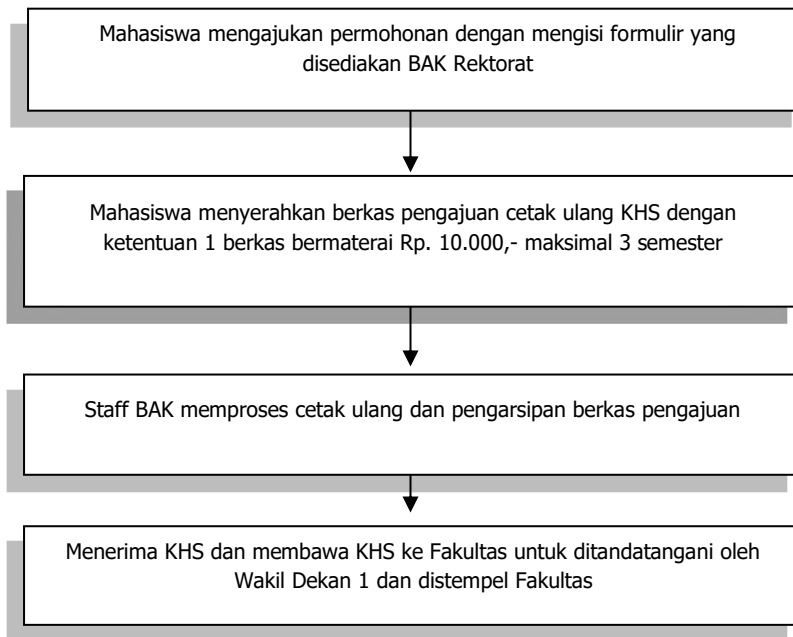 Mahasiswa mengajukan permohonan dengan mengisi formulir yang
disediakan BAK Rektorat
Mahasiswa menyerahkan berkas pengajuan cetak ulang KHS dengan
ketentuan 1 berkas bermaterai Rp. 10.000,- maksimal 3 semester
Staff BAK memproses cetak ulang dan pengarsipan berkas pengajuan
Menerima KHS dan membawa KHS ke Fakultas untuk ditandatangani oleh
Wakil Dekan 1 dan distempel Fakultas